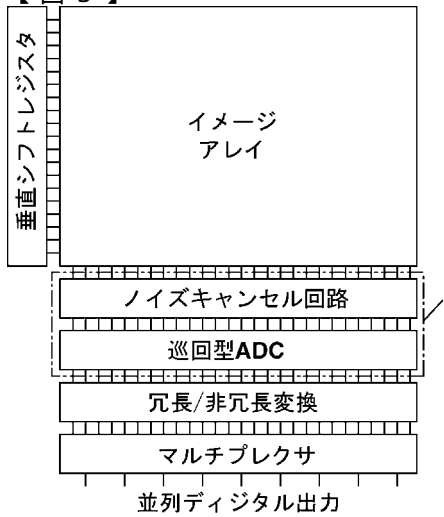 垂直シフトレジスタ
イメージ
アレイ
ノイズキャンセル回路
巡回型ADC
冗長/非冗長変換
マルチプレクサ
並列ディジタル出力